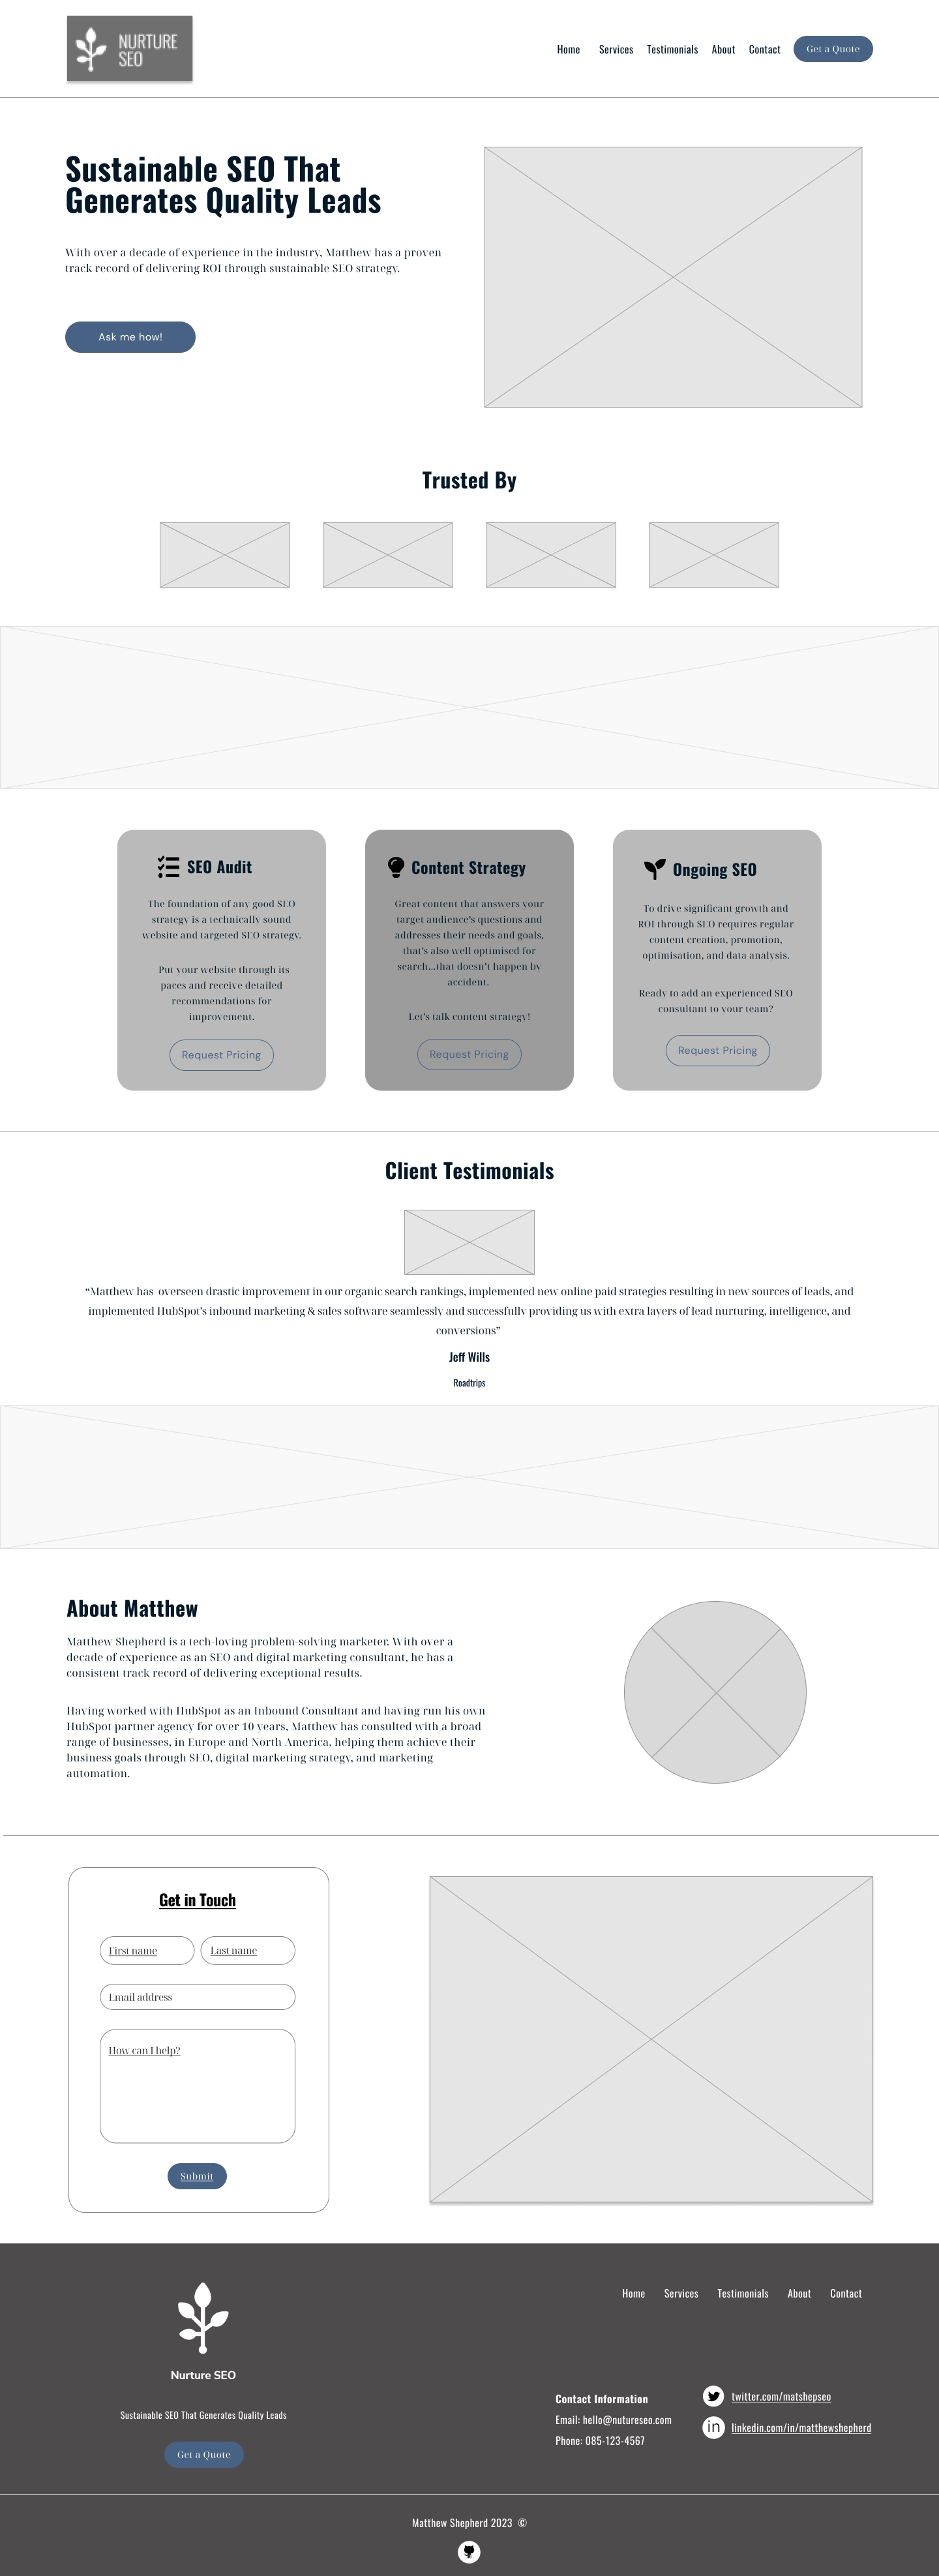 NURTURE
SEO
Home Services Testimonials About Contact Get a Quote
Sustainable SEO That
Generates Quality Leads
With over a decade of experience in the industry, Matthew has a proven
track record of delivering ROI through sustainable SEO strategy.
Ask me how!
Trusted By
SEO Audit
The foundation of any good SEO
strategy is a technically sound
website and targeted SEO strategy.
Put your website through its
paces and receive detailed
recommendations for
improvement.
Request Pricing
Content Strategy
Great content that answers your
target audience's questions and
addresses their needs and goals,
that's also well optimised for
search...that doesn't happen by
accident.
Let's talk content strategy!
Request Pricing
Ongoing SEO
To drive significant growth and
ROI through SEO requires regular
content creation, promotion,
optimisation, and data analysis.
Ready to add an experienced SEO
consultant to your team?
Request Pricing
Client Testimonials
“Matthew has overseen drastic improvement in our organic search rankings, implemented new online paid strategies resulting in new sources of leads, and
implemented HubSpot's inbound marketing & sales software seamlessly and successfully providing us with extra layers of lead nurturing, intelligence, and
conversions”
Jeff Wills
Roadtrips
About Matthew
Matthew Shepherd is a tech-loving problem-solving marketer. With over a
decade of experience as an SEO and digital marketing consultant, he has a
consistent track record of delivering exceptional results.
Having worked with HubSpot as an Inbound Consultant and having run his own
HubSpot partner agency for over 10 years, Matthew has consulted with a broad
range of businesses, in Europe and North America, helping them achieve their
business goals through SEO, digital marketing strategy, and marketing
automation.
Get in Touch
First name Last name
Email address
How can I help?
Submit
Nurture SEO
Sustainable SEO That Generates Quality Leads
Get a Quote
Home Services Testimonials About Contact
Contact Information
Email: hello@nutureseo.com
Phone: 085-123-4567
twitter.com/matshepseo
in linkedin.com/in/matthewshepherd
Matthew Shepherd 2023 ©